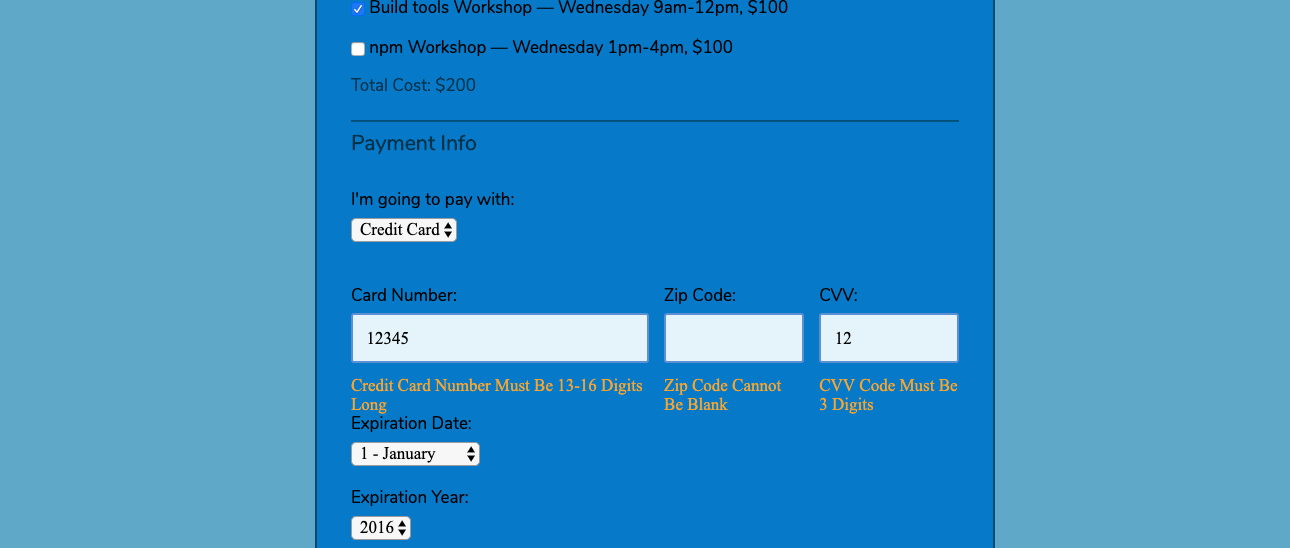 Build tools Workshop — Wednesday 9am-12pm, $100
npm Workshop — Wednesday 1pm-4pm, $100
Total Cost: $200
Payment Info
I'm going to pay with:
Credit Card
Card Number: Zip Code: CVV:
12345 12
Credit Card Number Must Be 13-16 Digits Zip Code Cannot CVV Code Must Be
Long Be Blank 3 Digits
Expiration Date:
1 - January
Expiration Year:
2016